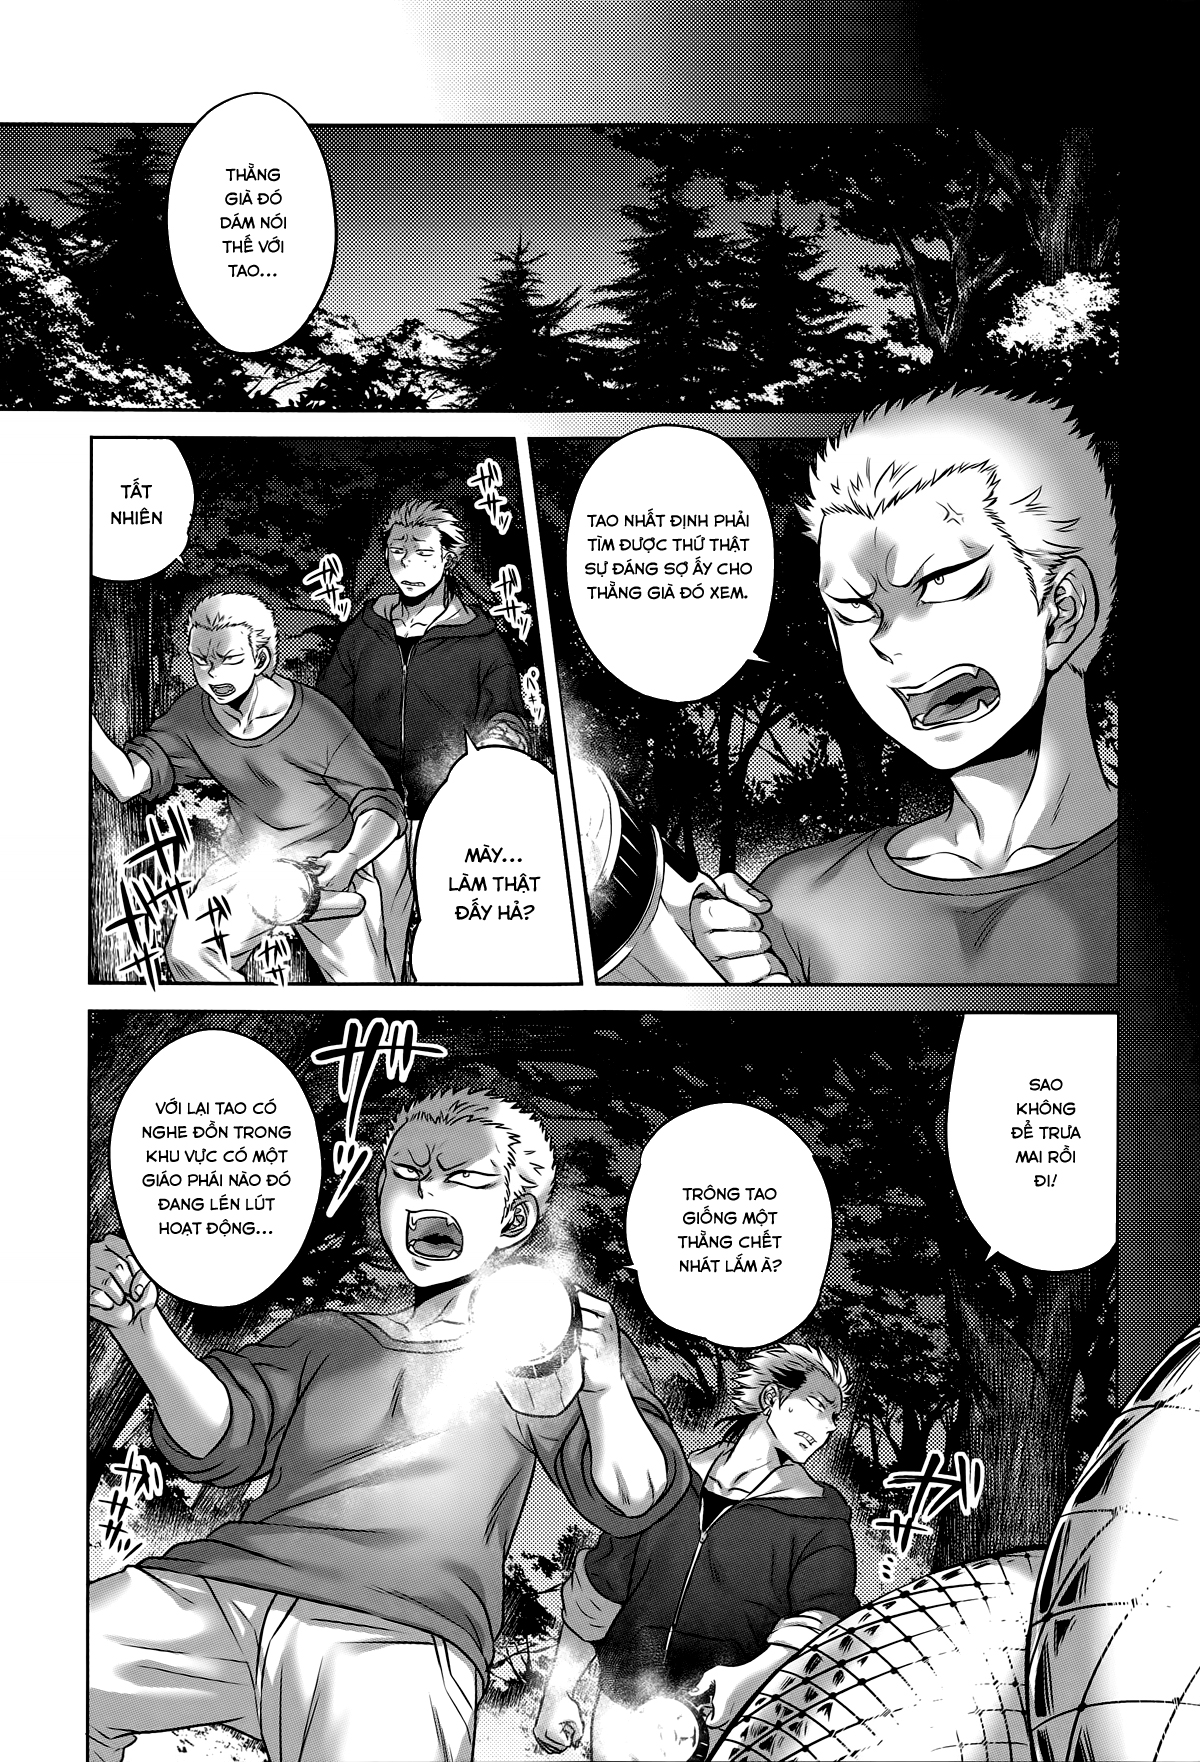 THẰNG
GIÀ ĐÓ
DÁM NÓI
THẾ VỚI
TAO...
TAO NHẤT ĐỊNH PHẢI
TÌM ĐƯỢC THỨ THẬT
SỰ ĐÁNG SỢ ẤY CHO
THẰNG GIÀ ĐÓ XEM.
MÀY...
LÀM THẬT
ĐẤY HẢ?
TẤT
NHIÊN
SAO
KHÔNG
ĐỂ TRƯA
MAI RỒI
ĐI!
TRÔNG TAO
GIỐNG MỘT
THẰNG CHẾT
NHÁT LẮM À?
VỚI LẠI TAO CÓ
NGHE ĐỒN TRONG
KHU VỰC CÓ MỘT
GIÁO PHÁI NÀO ĐÓ
ĐANG LÉN LÚT
HOẠT ĐỘNG...